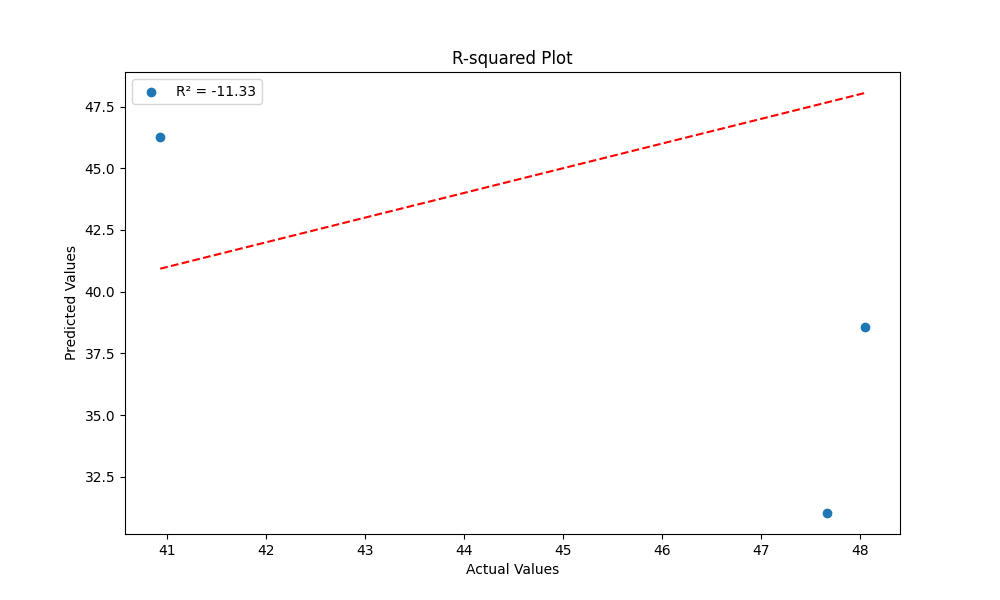 R-squared Plot
R² = -11.33
47.5
45.0
42.5
40.0
37.5
35.0
32.5
Predicted Values
41 42 43 44 45 46 47 48
Actual Values